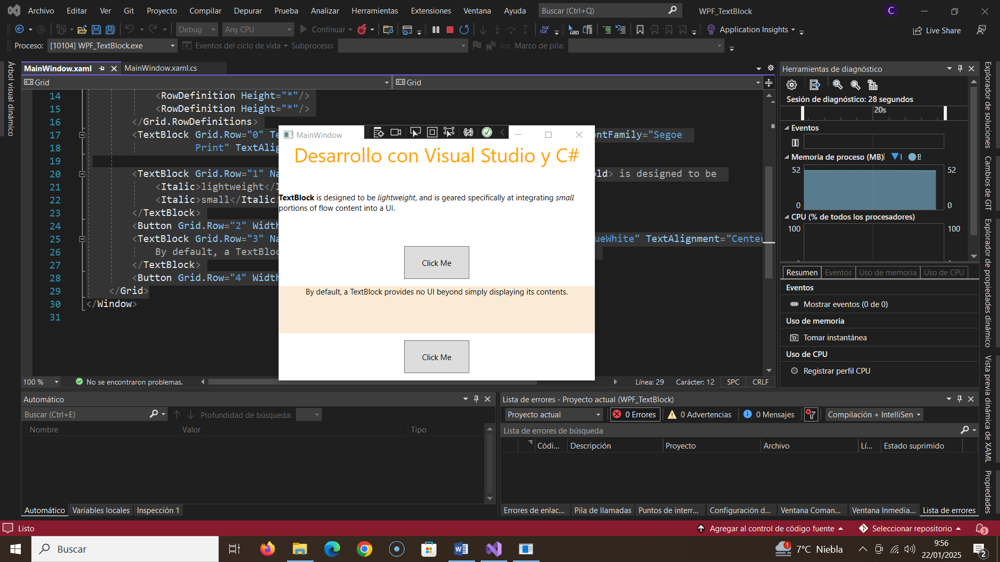 Archivo Editar Ver Git Proyecto Compilar Depurar Prueba Analizar Herramientas Extensiones Ventana Ayuda Buscar (Ctrl+Q) WPF_TextBlock C
Debug Any CPU Continuar Application Insights Live Share
Proceso: [10104] WPF_TextBlock.exe Eventos del ciclo de vida Subproceso: Marco de pila:
Árbol visual dinámico
MainWindow.xaml MainWindow.xaml.cs
Grid Grid
14 <RowDefinition Height="*"/>
15 <RowDefinition Height="*"/>
16 </Grid.RowDefinitions>
17 <TextBlock Grid.Row="0" Te ontFamily="Segoe
18 Print" TextAlig
19
20 <TextBlock Grid.Row="1" Na old> is designed to be
21 <Italic>lightweight</I
22 <Italic>small</Italic>
23 </TextBlock>
24 <Button Grid.Row="2" Width
25 <TextBlock Grid.Row="3" Na ueWhite" TextAlignment="Center
26 By default, a TextBloc
27 </TextBlock>
28 <Button Grid.Row="4" Width
29 </Grid>
30 </Window>
31
MainWindow
Desarrollo con Visual Studio y C#
TextBlock is designed to be lightweight, and is geared specifically at integrating small
portions of flow content into a UI.
Click Me
By default, a TextBlock provides no UI beyond simply displaying its contents.
Click Me
100 % No se encontraron problemas. Línea: 29 Carácter: 12 SPC CRLF
Herramientas de diagnóstico
Sesión de diagnóstico: 28 segundos
20s
Eventos
Memoria de proceso (MB) I B
52 52
0 0
CPU (% de todos los procesadores)
100 100
Resumen Eventos Uso de memoria Uso de CPU
Eventos
Mostrar eventos (0 de 0)
Uso de memoria
Tomar instantánea
Uso de CPU
Registrar perfil CPU
Explorador de soluciones
Cambios de GIT
Explorador de propiedades dinámico
Vista previa dinámica de XAML
Propiedades
Automático
Buscar (Ctrl+E) Profundidad de búsqueda:
Nombre Valor Tipo
Automático Variables locales Inspección 1
Lista de errores - Proyecto actual (WPF_TextBlock)
Proyecto actual 0 Errores 0 Advertencias 0 Mensajes Compilación + IntelliSen
Lista de errores de búsqueda
Códi... Descripción Proyecto Archivo Lí... Estado suprimido
Errores de enlac... Pila de llamadas Puntos de interr... Configuración d... Ventana Coman... Ventana Inmedia... Lista de errores
Listo Agregar al control de código fuente Seleccionar repositorio 3
Buscar 1 7°C Niebla 9:56
22/01/2025 2